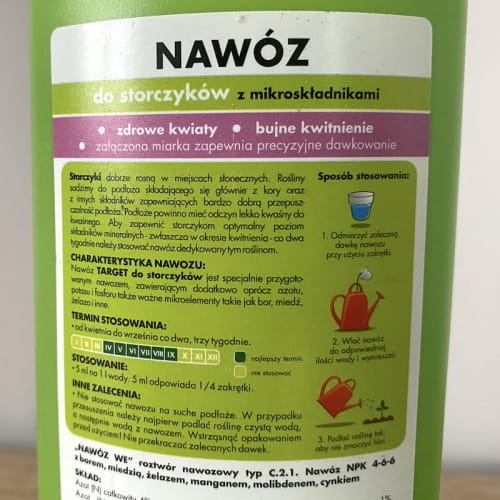 NAWÓZ
do storczyków z mikroskładnikami
• zdrowe kwiaty • bujne kwitnienie
• załączona miarka zapewnia precyzyjne dawkowanie
Storczyki dobrze rosną w miejscach słonecznych. Rośliny
sadzimy do podłoża składającego się głównie z kory oraz
z innych składników zapewniających bardzo dobrą przepusz-
czalność podłoża. Podłoże powinno mieć odczyn lekko kwaśny do
kwaśnego. Aby zapewnić storczykom optymalny poziom
składników mineralnych - zwłaszcza w okresie kwitnienia - co dwa
tygodnie należy stosować nawóz dedykowany tym roślinom.
CHARAKTERYSTYKA NAWOZU:
Nawóz TARGET do storczyków jest specjalnie przygoto-
wanym nawozem, zawierającym dodatkowo oprócz azotu,
potasu i fosforu także ważne mikroelementy takie jak bor, miedź,
żelazo i inne.
TERMIN STOSOWANIA:
• od kwietnia do września co dwa, trzy tygodnie.
I II III IV V VI VII VIII IX X XI XII
najlepszy termin
nie stosować
STOSOWANIE:
• 5 ml na 1 l wody. 5 ml odpowiada 1/4 zakrętki.
INNE ZALECENIA:
• Nie stosować nawozu na suche podłoże. W przypadku
przesuszenia należy najpierw podlać roślinę czystą wodą,
a następnie wodą z nawozem. Wstrząsnąć opakowaniem
przed użyciem! Nie przekraczać zalecanych dawek.
Sposób stosowania:
1. Odmierzyć zalecaną
dawkę nawozu
przy użyciu zakrętki.
2. Wlać nawóz
do odpowiedniej
ilości wody i wymieszać.
3. Podlać roślinę tak,
aby nie zmoczyć liści.
„NAWÓZ WE" roztwór nawozowy typ C.2.1. Nawóz NPK 4-6-6
z borem, miedzią, żelazem, manganem, molibdenem, cynkiem
SKŁAD:
Azot (N) całkowity
1%